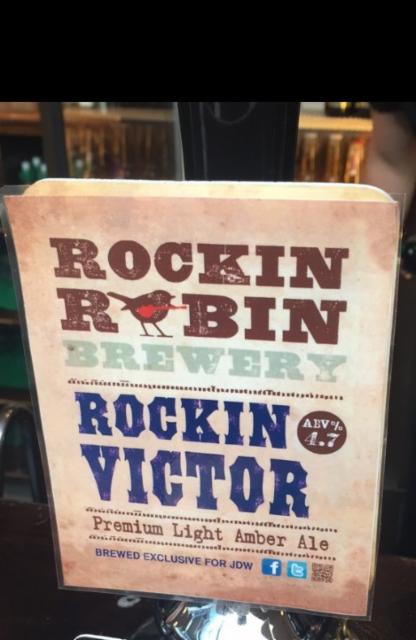 ROCKIN
R BIN
BREWERY
ROCKIN
ABV%
4.7
VICTOR
Premium Light Amber Ale
BREWED EXCLUSIVE FOR JDW